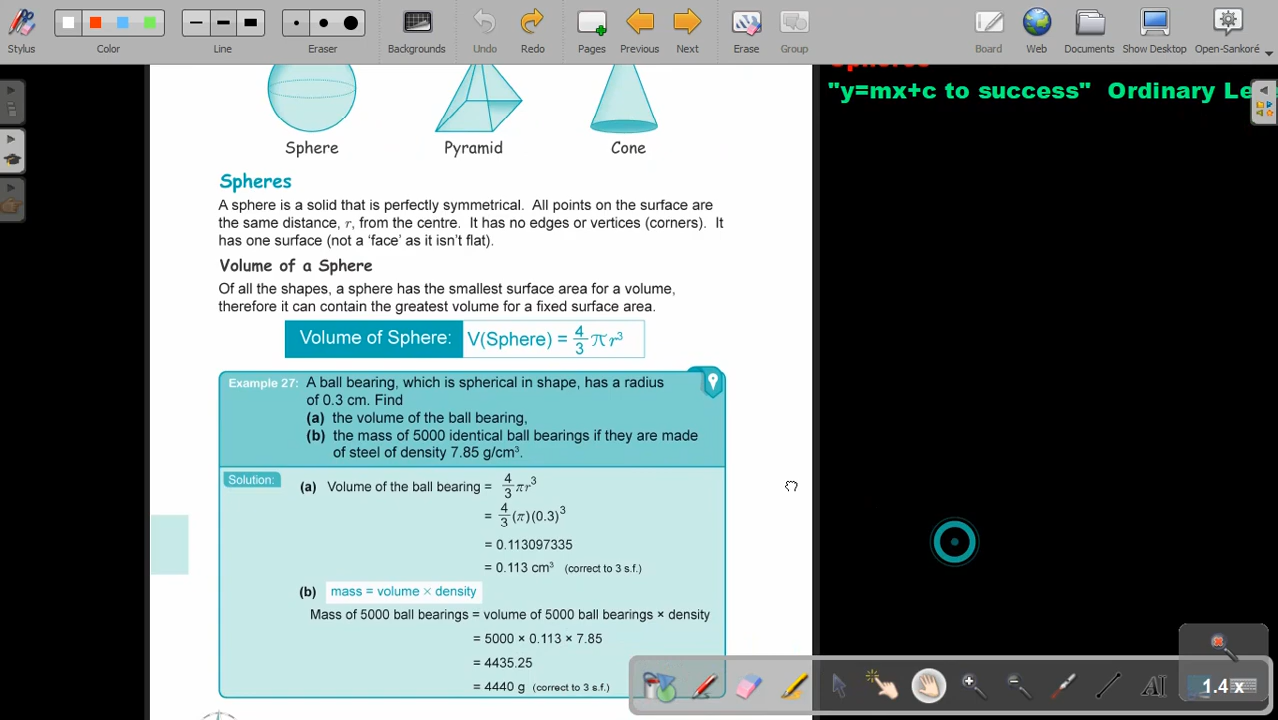 Stylus
Color
Line
Eraser
Backgrounds
Undo
Redo
Pages
Previous
Next
Erase
Group
Board
Web
Documents
Show Desktop
Open-Sankoré
Spheres
"y=mx+c to success" Ordinary Le
Sphere
Pyramid
Cone
Spheres
A sphere is a solid that is perfectly symmetrical. All points on the surface are
the same distance, r, from the centre. It has no edges or vertices (corners). It
has one surface (not a ‘face’ as it isn’t flat).
Volume of a Sphere
Of all the shapes, a sphere has the smallest surface area for a volume,
therefore it can contain the greatest volume for a fixed surface area.
Volume of Sphere: V(Sphere) = 4/3 πr³
Example 27: A ball bearing, which is spherical in shape, has a radius
of 0.3 cm. Find
(a) the volume of the ball bearing,
(b) the mass of 5000 identical ball bearings if they are made
of steel of density 7.85 g/cm³.
Solution:
(a) Volume of the ball bearing = 4/3 πr³
= 4/3 (π)(0.3)³
= 0.113097335
= 0.113 cm³ (correct to 3 s.f.)
(b) mass = volume × density
Mass of 5000 ball bearings = volume of 5000 ball bearings × density
= 5000 × 0.113 × 7.85
= 4435.25
= 4440 g (correct to 3 s.f.)
AI
1.4 x